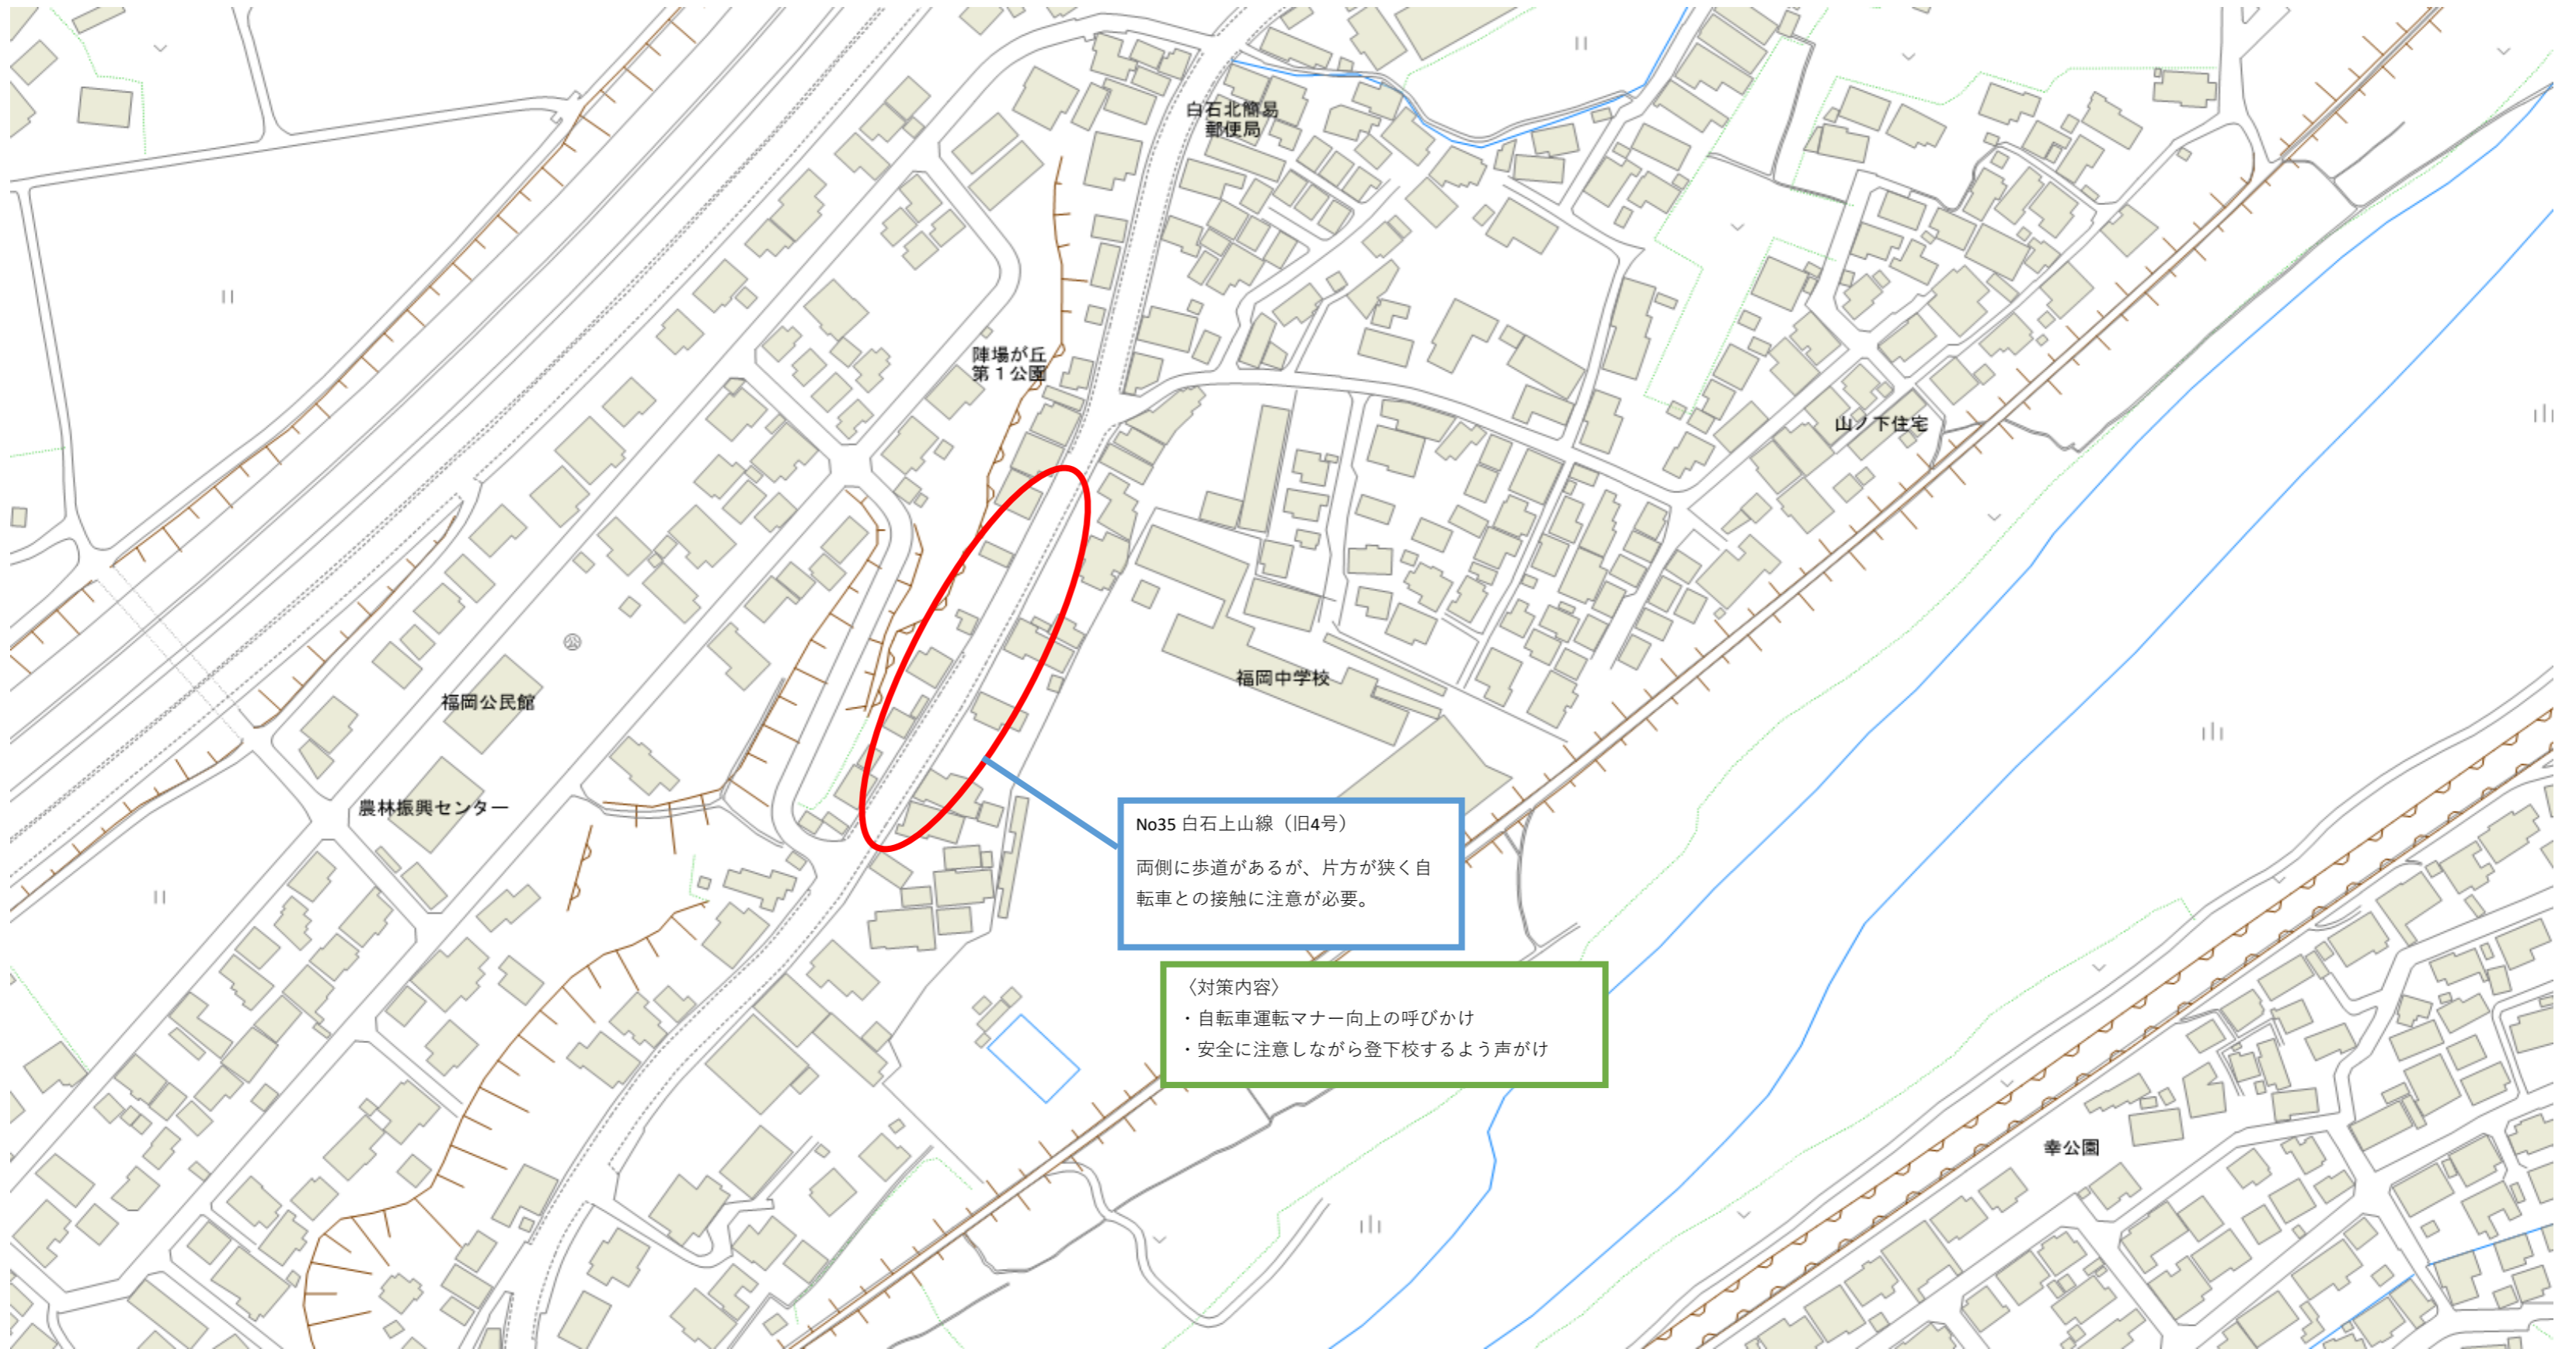 白石北簡易
郵便局
陣場が丘
第１公園
山ノ下住宅
福岡中学校
福岡公民館
公
農林振興センター
No35 白石上山線（旧4号）
両側に歩道があるが、片方が狭く自
転車との接触に注意が必要。
〈対策内容〉
・自転車運転マナー向上の呼びかけ
・安全に注意しながら登下校するよう声がけ
幸公園